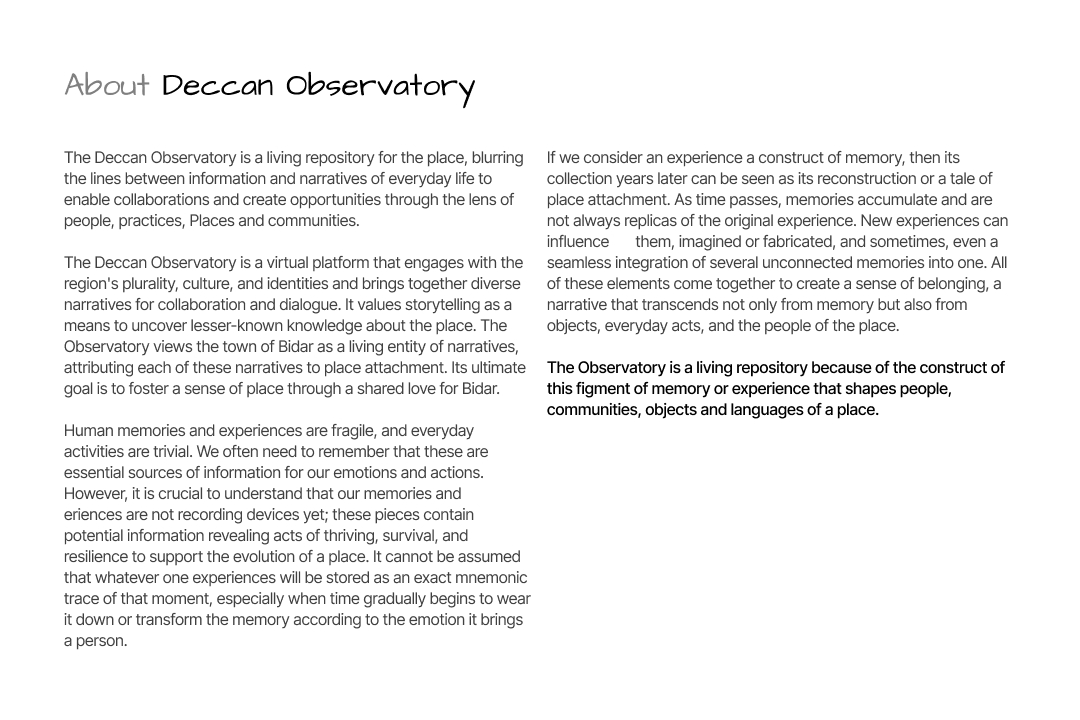 About Deccan Observatory
The Deccan Observatory is a living repository for the place, blurring
the lines between information and narratives of everyday life to
enable collaborations and create opportunities through the lens of
people, practices, Places and communities.
The Deccan Observatory is a virtual platform that engages with the
region's plurality, culture, and identities and brings together diverse
narratives for collaboration and dialogue. It values storytelling as a
means to uncover lesser-known knowledge about the place. The
Observatory views the town of Bidar as a living entity of narratives,
attributing each of these narratives to place attachment. Its ultimate
goal is to foster a sense of place through a shared love for Bidar.
Human memories and experiences are fragile, and everyday
activities are trivial. We often need to remember that these are
essential sources of information for our emotions and actions.
However, it is crucial to understand that our memories and
eriences are not recording devices yet; these pieces contain
potential information revealing acts of thriving, survival, and
resilience to support the evolution of a place. It cannot be assumed
that whatever one experiences will be stored as an exact mnemonic
trace of that moment, especially when time gradually begins to wear
it down or transform the memory according to the emotion it brings
a person.
If we consider an experience a construct of memory, then its
collection years later can be seen as its reconstruction or a tale of
place attachment. As time passes, memories accumulate and are
not always replicas of the original experience. New experiences can
influence them, imagined or fabricated, and sometimes, even a
seamless integration of several unconnected memories into one. All
of these elements come together to create a sense of belonging, a
narrative that transcends not only from memory but also from
objects, everyday acts, and the people of the place.
The Observatory is a living repository because of the construct of
this figment of memory or experience that shapes people,
communities, objects and languages of a place.